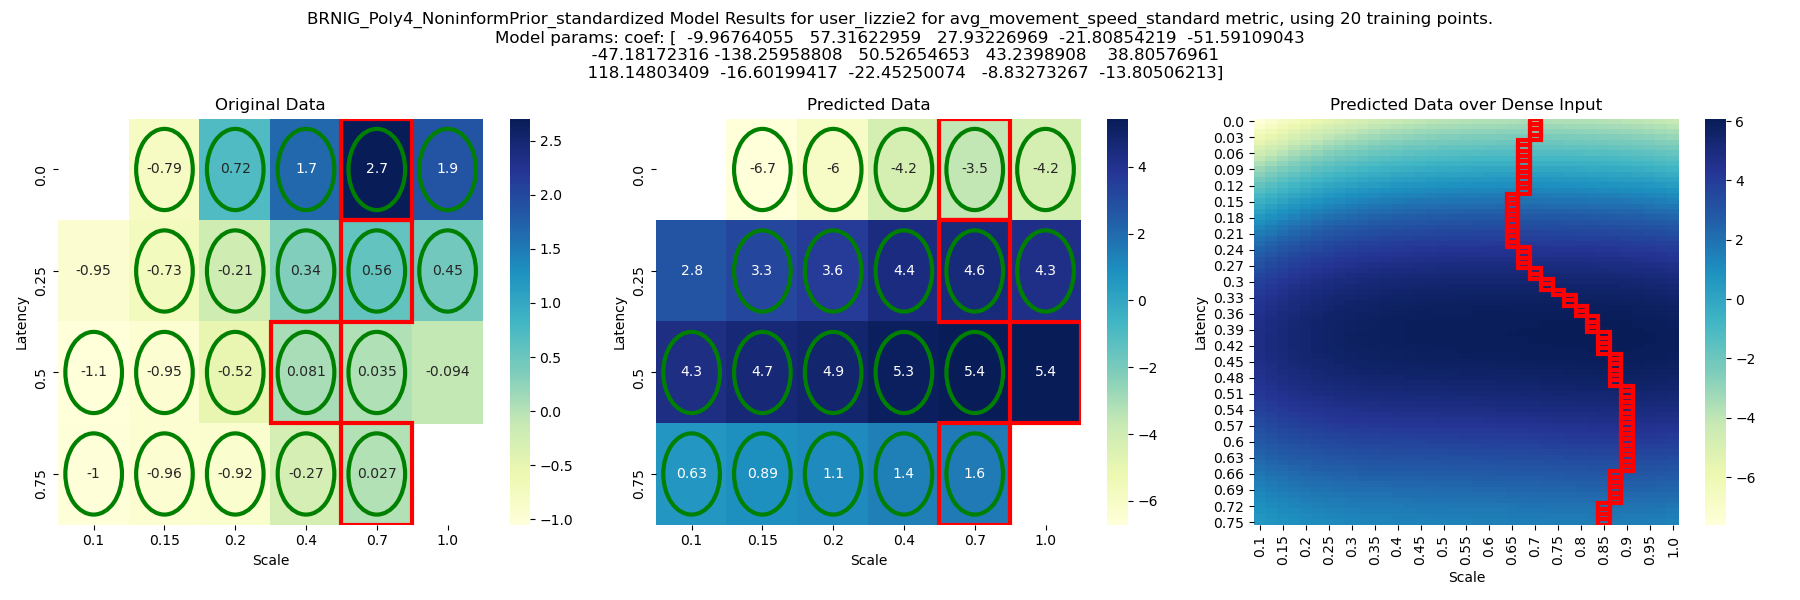 BRNIG_Poly4_NoninformPrior_standardized Model Results for user_lizzie2 for avg_movement_speed_standard metric, using 20 training points.
Model params: coef: [  -9.96764055   57.31622959   27.93226969  -21.80854219  -51.59109043
-47.18172316 -138.25958808   50.52654653   43.2398908    38.80576961
118.14803409  -16.60199417  -22.45250074   -8.83273267  -13.80506213]
Original Data
0.0
-0.79 0.72 1.7 2.7 1.9
0.25
-0.95 -0.73 -0.21 0.34 0.56 0.45
0.5
-1.1 -0.95 -0.52 0.081 0.035 -0.094
0.75
-1 -0.96 -0.92 -0.27 0.027
Latency
0.1 0.15 0.2 0.4 0.7 1.0
Scale
2.5
2.0
1.5
1.0
0.5
0.0
−0.5
−1.0
Predicted Data
0.0
-6.7 -6 -4.2 -3.5 -4.2
0.25
2.8 3.3 3.6 4.4 4.6 4.3
0.5
4.3 4.7 4.9 5.3 5.4 5.4
0.75
0.63 0.89 1.1 1.4 1.6
Latency
0.1 0.15 0.2 0.4 0.7 1.0
Scale
4
2
0
−2
−4
−6
Predicted Data over Dense Input
0.0
0.03
0.06
0.09
0.12
0.15
0.18
0.21
0.24
0.27
0.3
0.33
0.36
0.39
0.42
0.45
0.48
0.51
0.54
0.57
0.6
0.63
0.66
0.69
0.72
0.75
Latency
0.1 0.15 0.2 0.25 0.3 0.35 0.4 0.45 0.5 0.55 0.6 0.65 0.7 0.75 0.8 0.85 0.9 0.95 1.0
Scale
6
4
2
0
−2
−4
−6